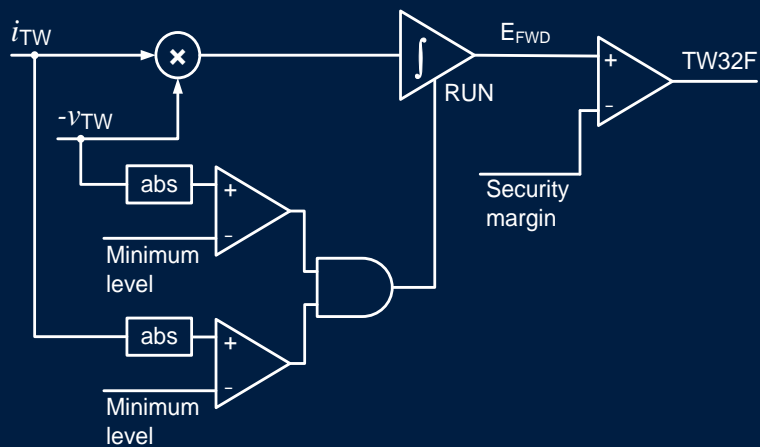 iTW
×
∫
EFWD
RUN
+
-
TW32F
-vTW
Security
margin
abs
+
-
Minimum
level
abs
+
-
Minimum
level